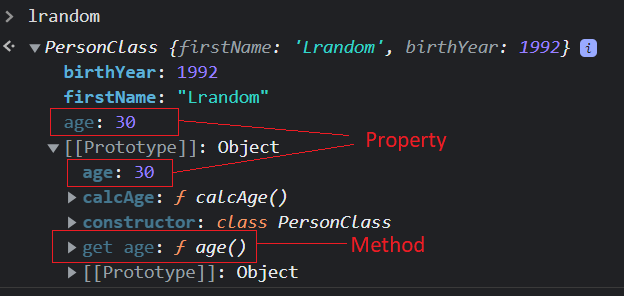 lrandom
PersonClass {firstName: 'Lrandom', birthYear: 1992} i
birthYear: 1992
firstName: "Lrandom"
age: 30
[[Prototype]]: Object
Property
age: 30
calcAge: ƒ calcAge()
constructor: class PersonClass
get age: ƒ age()
Method
[[Prototype]]: Object